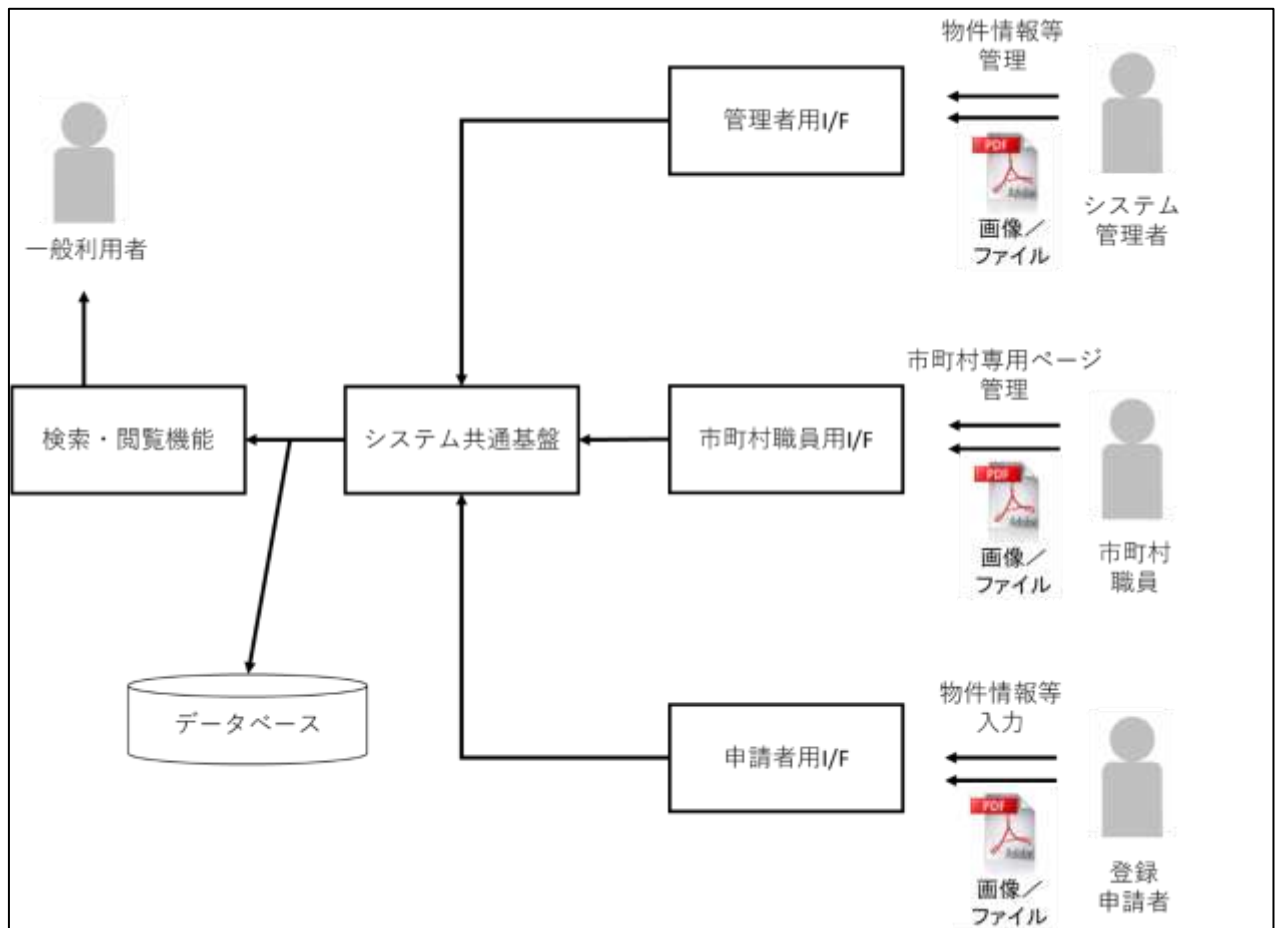 物件情報等
管理
管理者用I/F
PDF
Adobe
画像／
ファイル
システム
管理者
一般利用者
市町村専用ページ
管理
検索・閲覧機能
システム共通基盤
市町村職員用I/F
PDF
Adobe
画像／
ファイル
市町村
職員
データベース
物件情報等
入力
申請者用I/F
PDF
Adobe
画像／
ファイル
登録
申請者